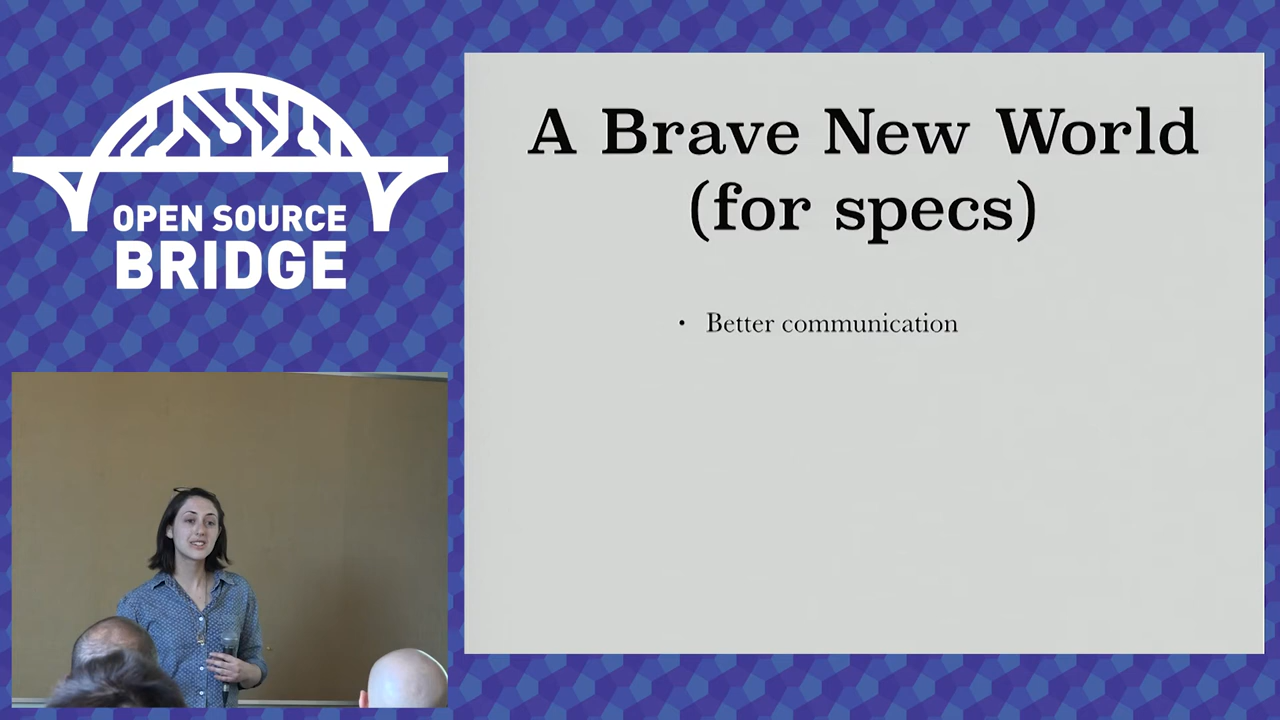 OPEN SOURCE
BRIDGE
A Brave New World
(for specs)
• Better communication